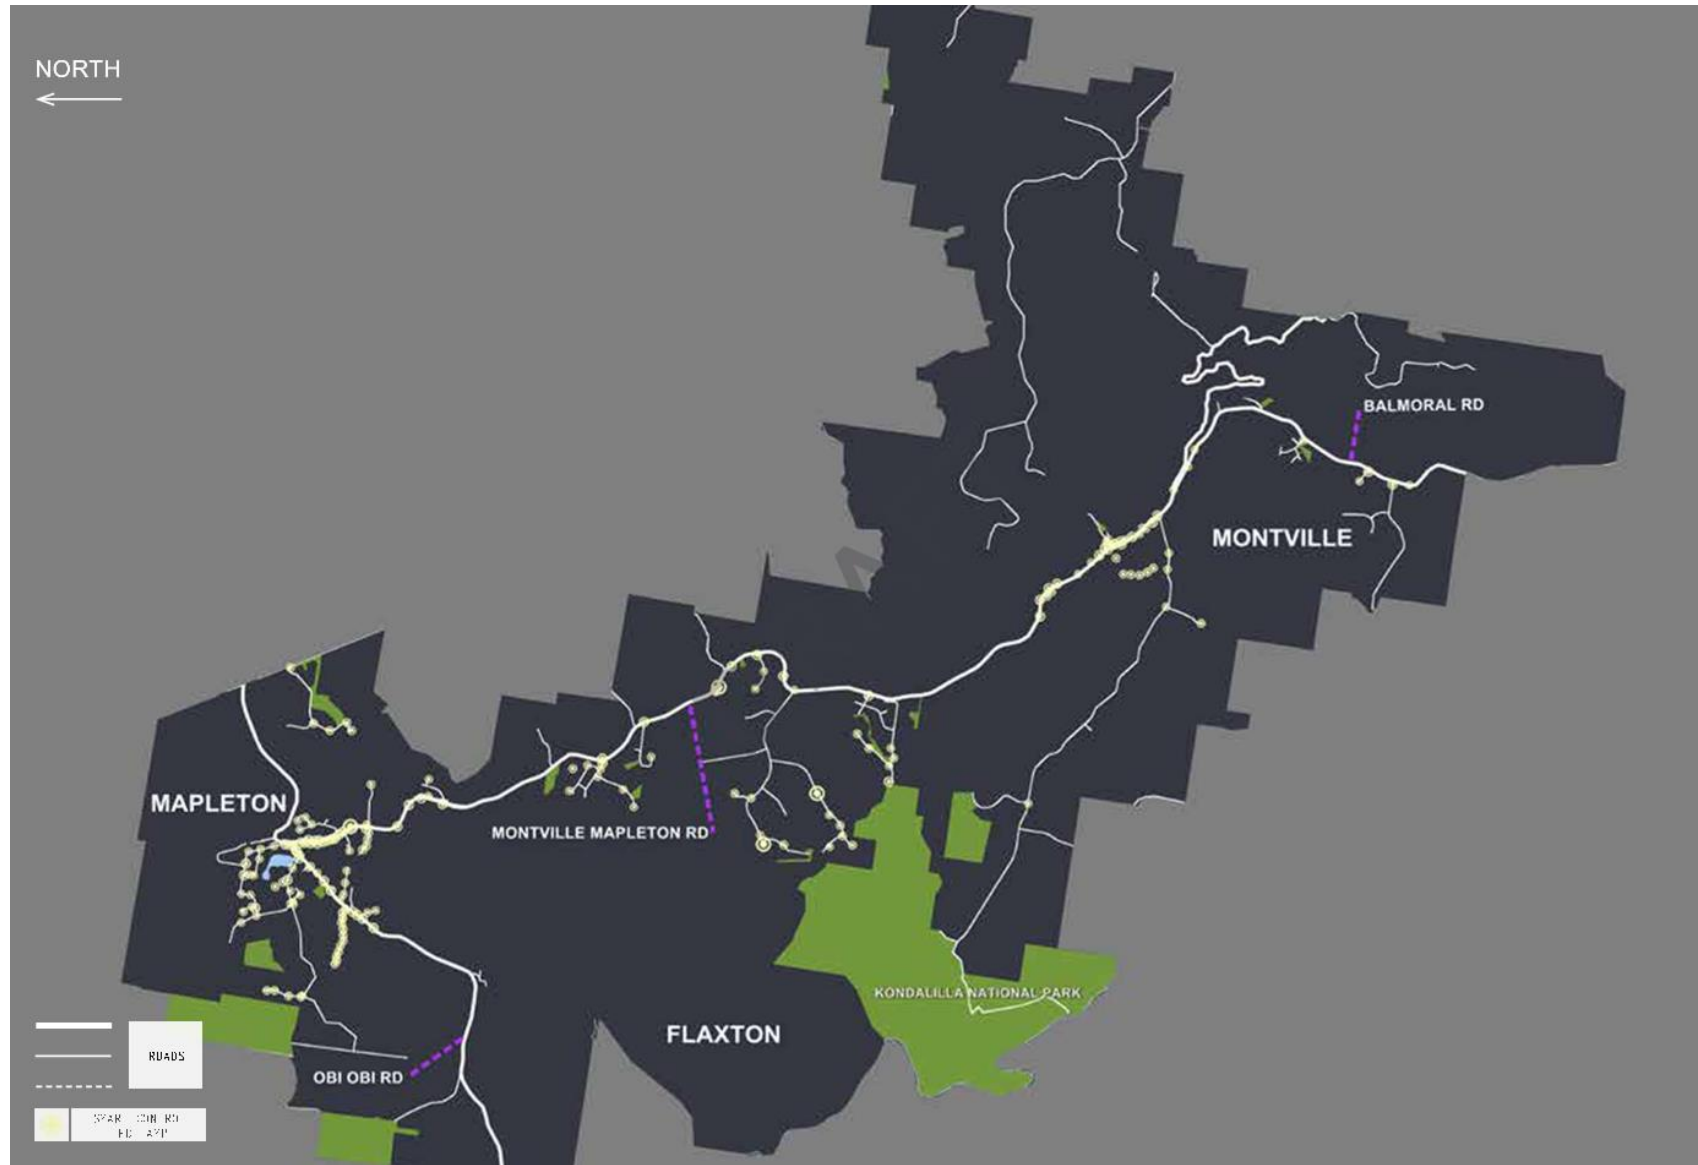 NORTH
BALMORAL RD
MONTVILLE
MAPLETON
MONTVILLE MAPLETON RD
KONDALILLA NATIONAL PARK
FLAXTON
OBI OBI RD
ROADS